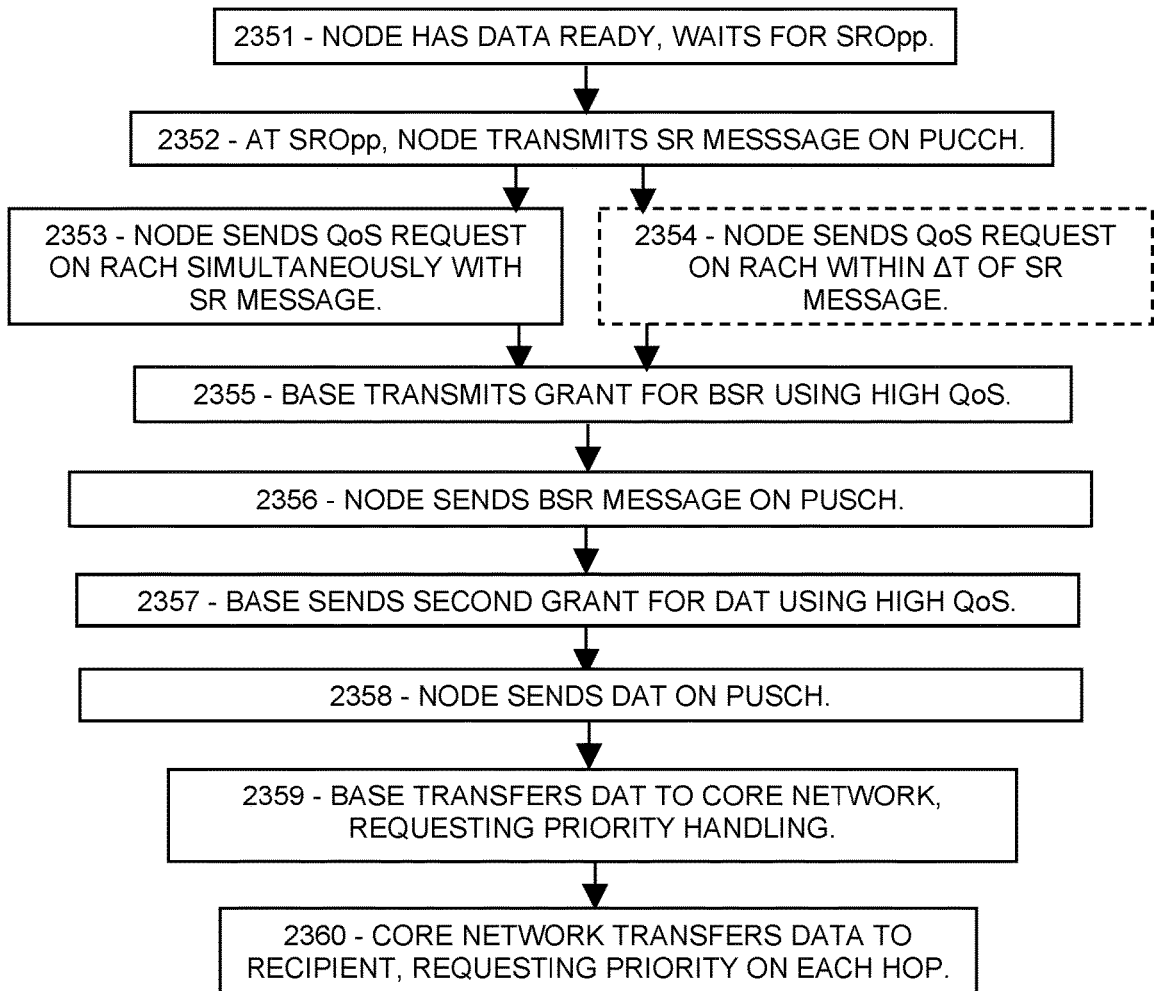 2351 - NODE HAS DATA READY, WAITS FOR SROpp.
2352 - AT SROpp, NODE TRANSMITS SR MESSSAGE ON PUCCH.
2353 - NODE SENDS QoS REQUEST
ON RACH SIMULTANEOUSLY WITH
SR MESSAGE.
2354 - NODE SENDS QoS REQUEST
ON RACH WITHIN ΔT OF SR
MESSAGE.
2355 - BASE TRANSMITS GRANT FOR BSR USING HIGH QoS.
2356 - NODE SENDS BSR MESSAGE ON PUSCH.
2357 - BASE SENDS SECOND GRANT FOR DAT USING HIGH QoS.
2358 - NODE SENDS DAT ON PUSCH.
2359 - BASE TRANSFERS DAT TO CORE NETWORK,
REQUESTING PRIORITY HANDLING.
2360 - CORE NETWORK TRANSFERS DATA TO
RECIPIENT, REQUESTING PRIORITY ON EACH HOP.